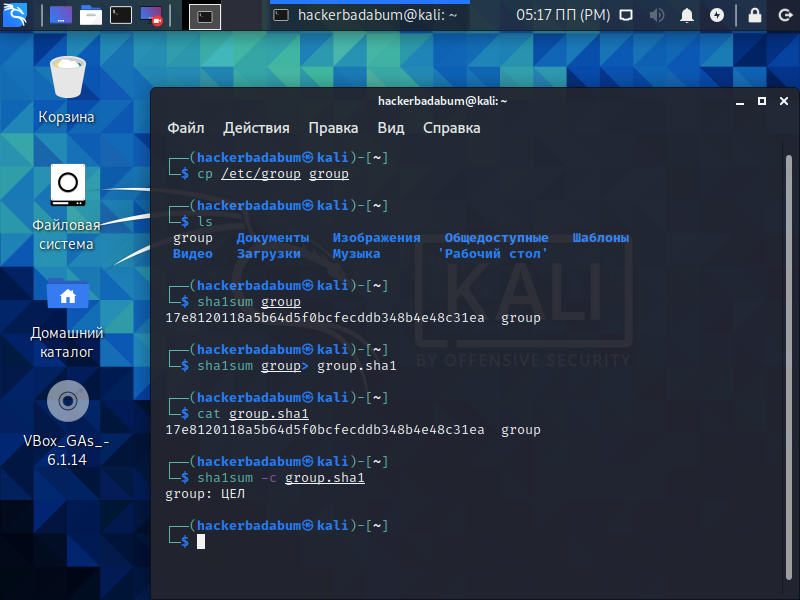 hackerbadabum@kali: ~
05:17 ПП (PM)
Корзина
Файловая
система
Домашний
каталог
VBox_GAs_-
6.1.14
hackerbadabum@kali: ~
Файл Действия Правка Вид Справка
┌──(hackerbadabum㉿kali)-[~]
└─$ cp /etc/group group
┌──(hackerbadabum㉿kali)-[~]
└─$ ls
group Документы Изображения Общедоступные Шаблоны
Видео Загрузки Музыка 'Рабочий стол'
┌──(hackerbadabum㉿kali)-[~]
└─$ sha1sum group
17e8120118a5b64d5f0bcfecddb348b4e48c31ea group
┌──(hackerbadabum㉿kali)-[~]
└─$ sha1sum group> group.sha1
┌──(hackerbadabum㉿kali)-[~]
└─$ cat group.sha1
17e8120118a5b64d5f0bcfecddb348b4e48c31ea group
┌──(hackerbadabum㉿kali)-[~]
└─$ sha1sum -c group.sha1
group: ЦЕЛ
┌──(hackerbadabum㉿kali)-[~]
└─$
KALI
BY OFFENSIVE SECURITY